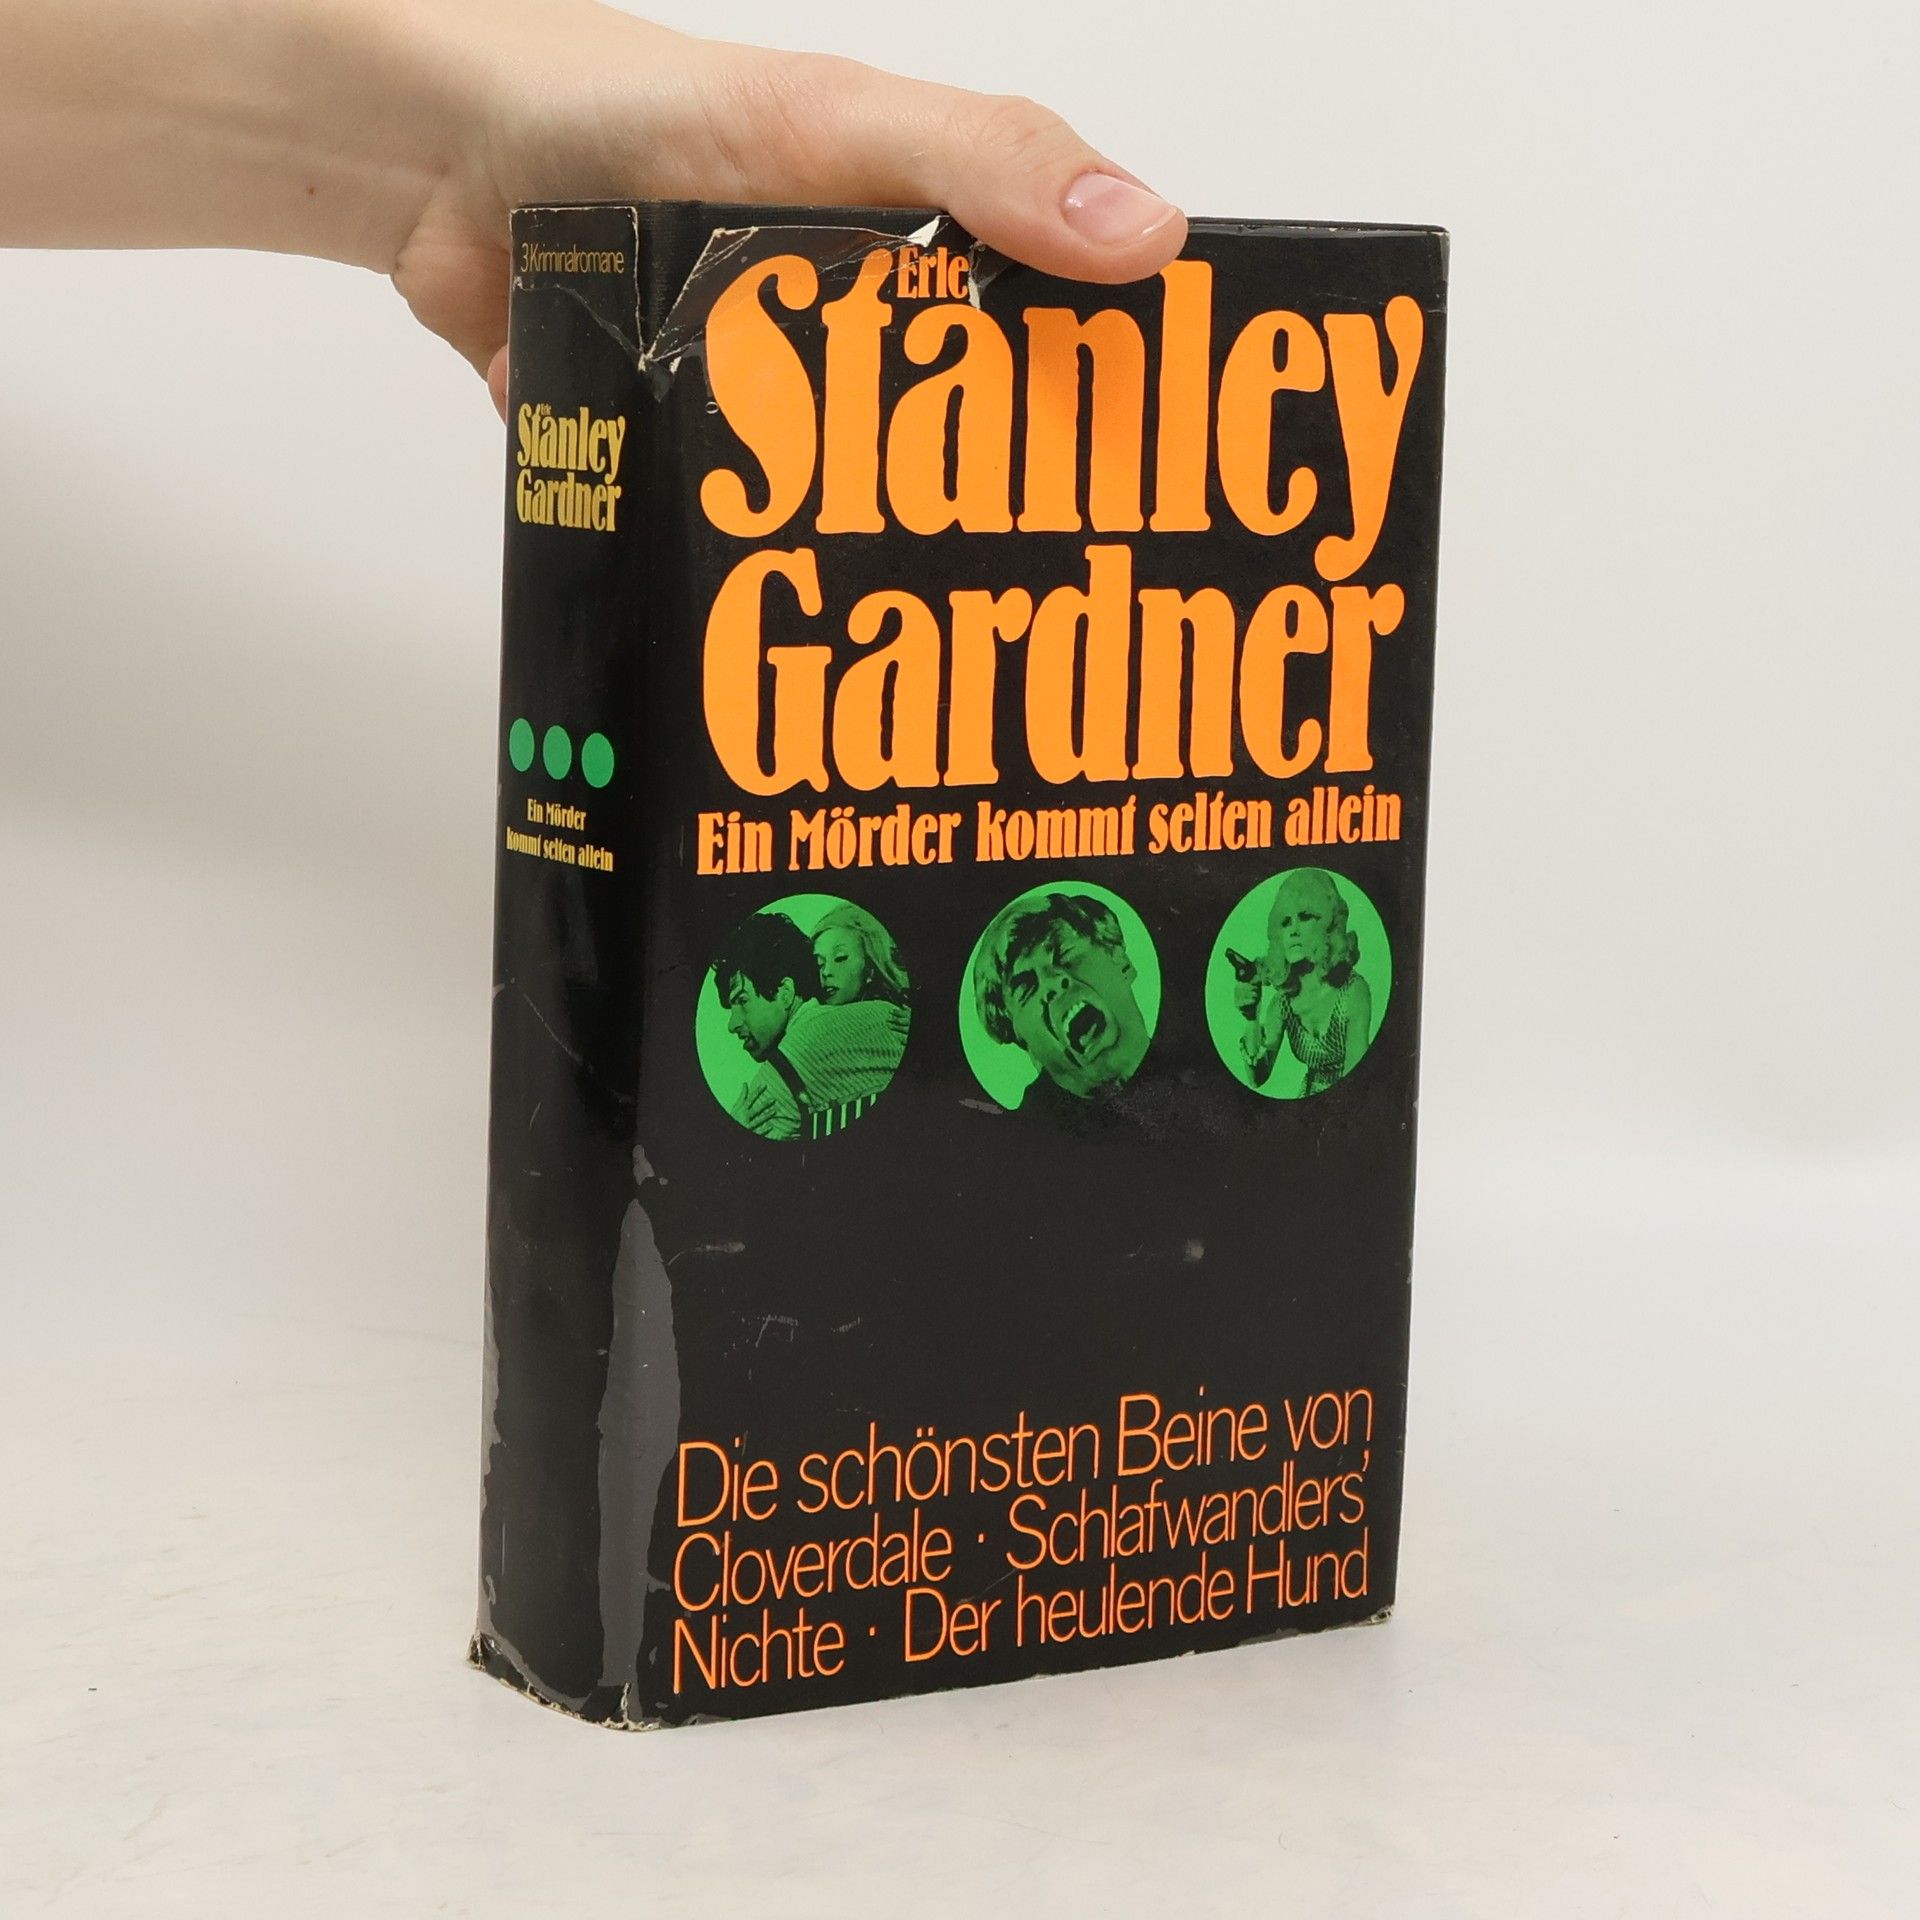 3 Kriminalromane
Erle
Stanley
Gardner
Ein Mörder
kommt selten allein
Erle
Stanley
Gardner
Ein Mörder kommt selten allein
Die schönsten Beine von
Cloverdale · Schlafwandlers'
Nichte · Der heulende Hund